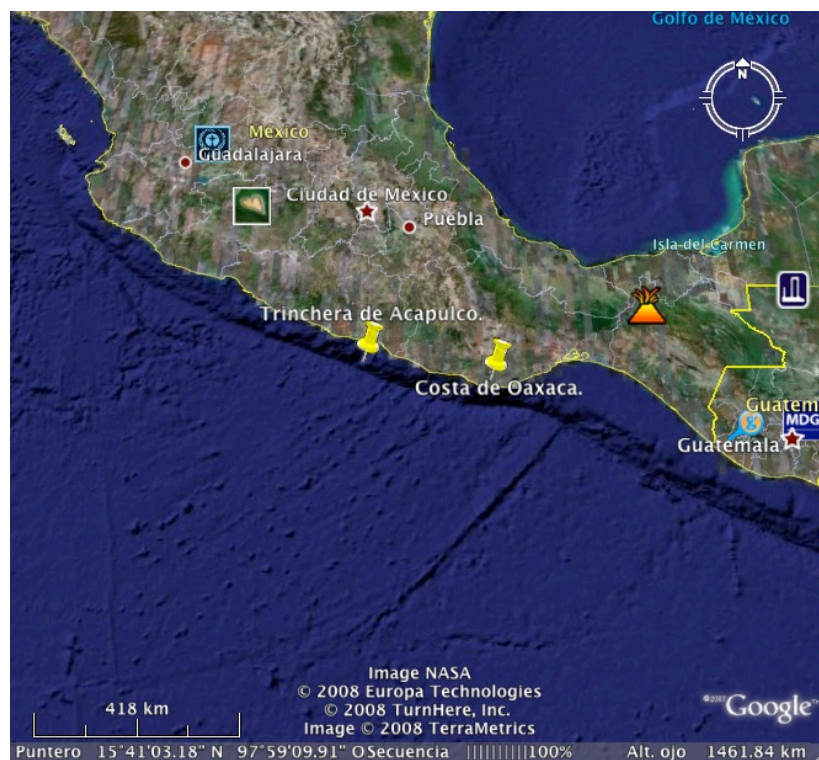 Golfo de México
N
México
Guadalajara
Ciudad de México
Puebla
Isla del Carmen
Trinchera de Acapulco.
Costa de Oaxaca.
Guatem
MDG
Guatemala
Image NASA
© 2008 Europa Technologies
© 2008 TurnHere, Inc.
Image © 2008 TerraMetrics
418 km
©2007 Google™
Puntero 15°41'03.18" N 97°59'09.91" O Secuencia ||||||||| 100% Alt. ojo 1461.84 km